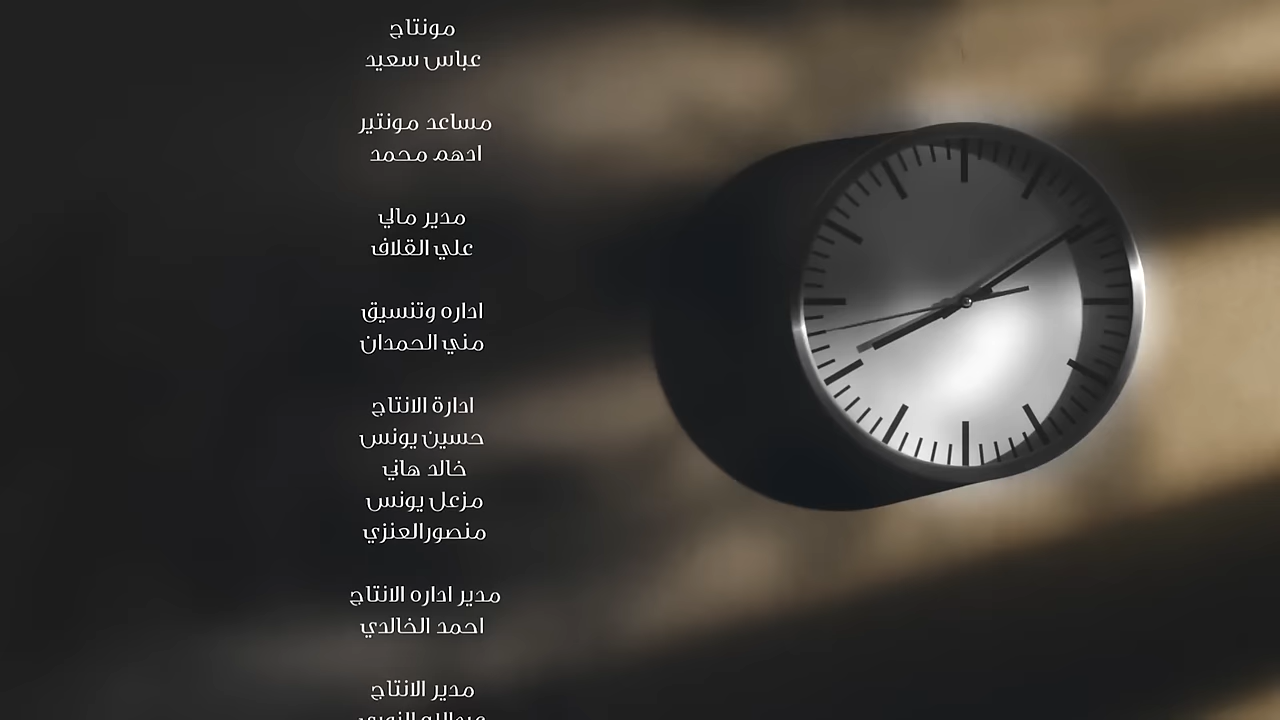 مونتاج
عباس سعيد
مساعد مونتير
ادهم محمد
مدير مالي
علي القلاف
اداره وتنسيق
مني الحمدان
ادارة الانتاج
حسين يونس
خالد هاني
مزعل يونس
منصورالعنزي
مدير اداره الانتاج
احمد الخالدي
مدير الانتاج